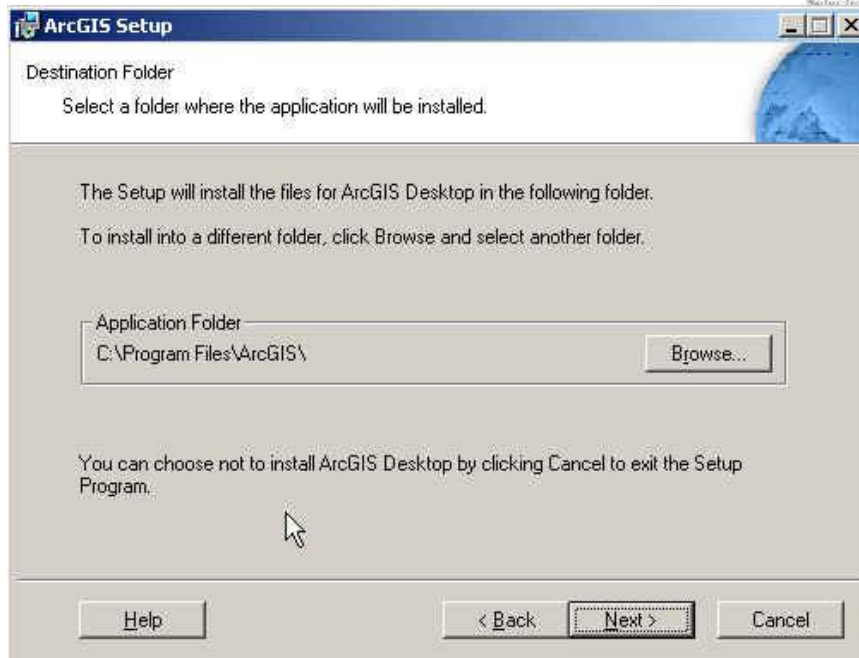 ArcGIS Setup
Destination Folder
Select a folder where the application will be installed.
The Setup will install the files for ArcGIS Desktop in the following folder.
To install into a different folder, click Browse and select another folder.
Application Folder
C:\Program Files\ArcGIS\
Browse...
You can choose not to install ArcGIS Desktop by clicking Cancel to exit the Setup
Program.
Help
< Back
Next >
Cancel